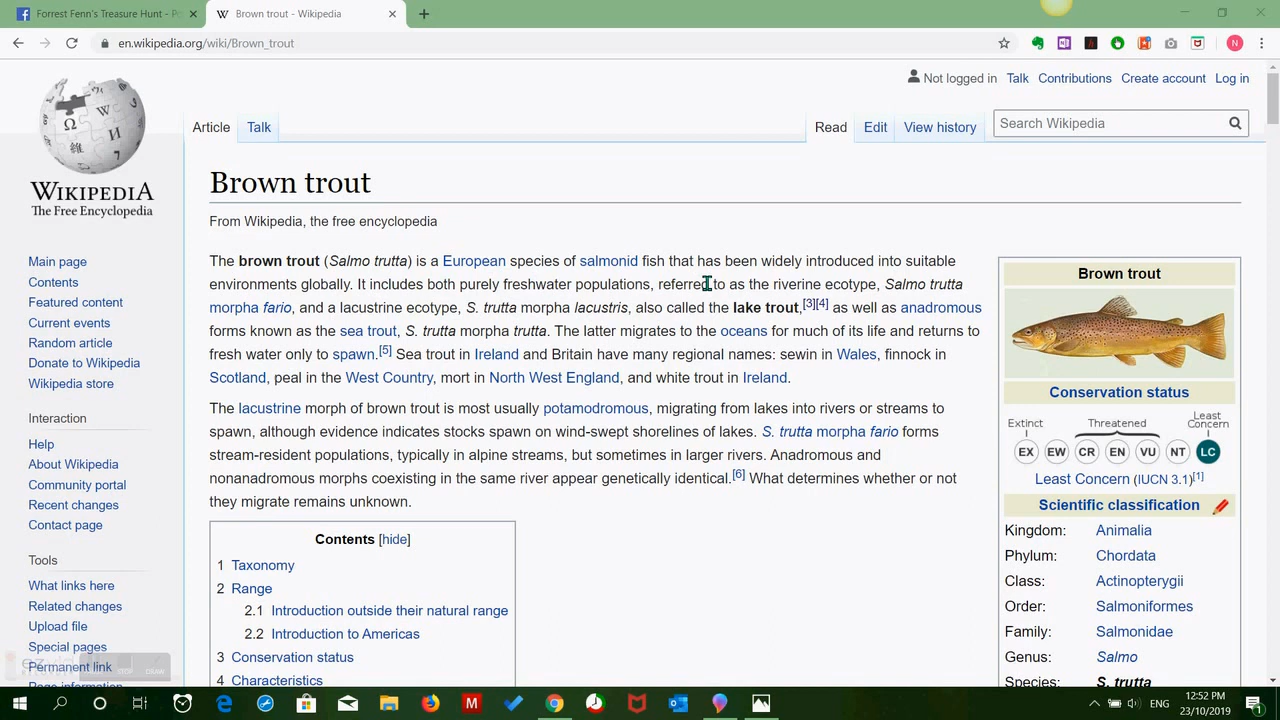 Forrest Fenn's Treasure Hunt - P
Brown trout - Wikipedia
en.wikipedia.org/wiki/Brown_trout
N
Not logged in Talk Contributions Create account Log in
Article Talk
Read Edit View history
Search Wikipedia
WIKIPEDIA
The Free Encyclopedia
Main page
Contents
Featured content
Current events
Random article
Donate to Wikipedia
Wikipedia store
Interaction
Help
About Wikipedia
Community portal
Recent changes
Contact page
Tools
What links here
Related changes
Upload file
Special pages
Permanent link
Page information
Brown trout
From Wikipedia, the free encyclopedia
The brown trout (Salmo trutta) is a European species of salmonid fish that has been widely introduced into suitable
environments globally. It includes both purely freshwater populations, referred to as the riverine ecotype, Salmo trutta
morpha fario, and a lacustrine ecotype, S. trutta morpha lacustris, also called the lake trout,[3][4] as well as anadromous
forms known as the sea trout, S. trutta morpha trutta. The latter migrates to the oceans for much of its life and returns to
fresh water only to spawn.[5] Sea trout in Ireland and Britain have many regional names: sewin in Wales, finnock in
Scotland, peal in the West Country, mort in North West England, and white trout in Ireland.
The lacustrine morph of brown trout is most usually potamodromous, migrating from lakes into rivers or streams to
spawn, although evidence indicates stocks spawn on wind-swept shorelines of lakes. S. trutta morpha fario forms
stream-resident populations, typically in alpine streams, but sometimes in larger rivers. Anadromous and
nonanadromous morphs coexisting in the same river appear genetically identical.[6] What determines whether or not
they migrate remains unknown.
Contents [hide]
1 Taxonomy
2 Range
2.1 Introduction outside their natural range
2.2 Introduction to Americas
3 Conservation status
4 Characteristics
Brown trout
Conservation status
Extinct Threatened Least Concern
EX EW CR EN VU NT LC
Least Concern (IUCN 3.1)[1]
Scientific classification
Kingdom: Animalia
Phylum: Chordata
Class: Actinopterygii
Order: Salmoniformes
Family: Salmonidae
Genus: Salmo
Species: S. trutta
ENG
12:52 PM
23/10/2019